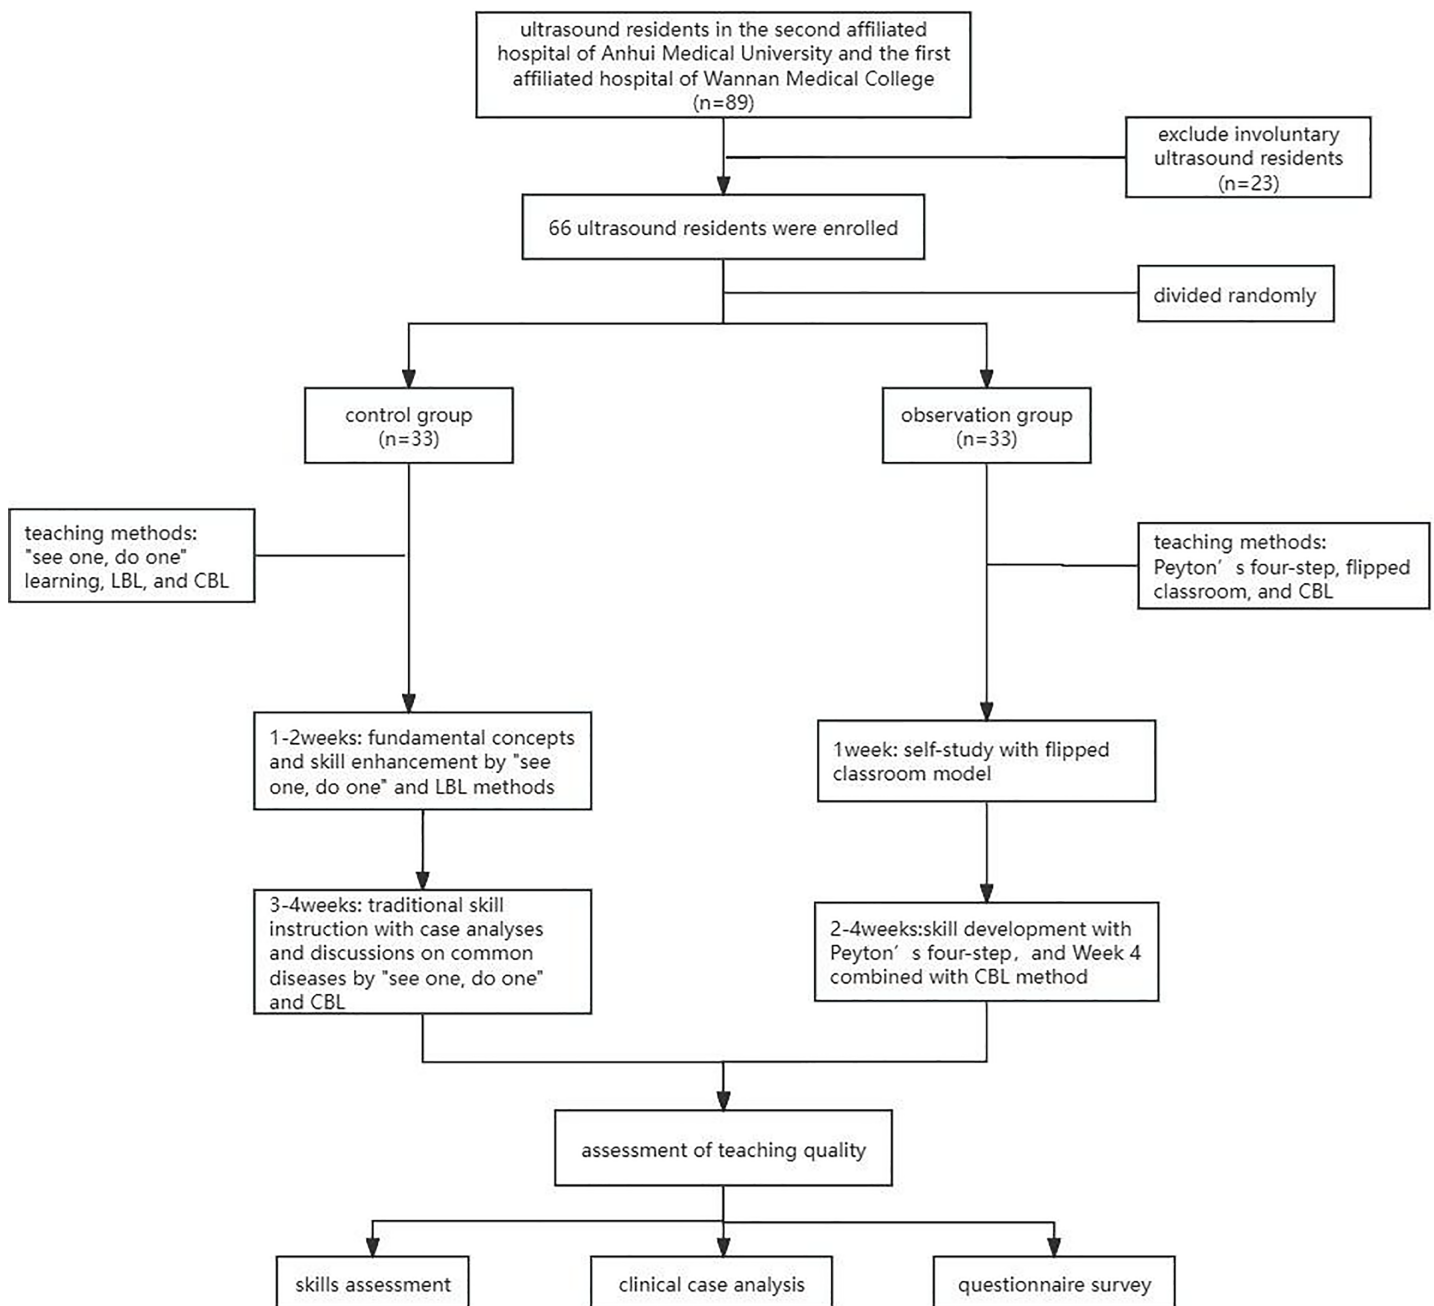 ultrasound residents in the second affiliated
hospital of Anhui Medical University and the first
affiliated hospital of Wannan Medical College
(n=89)
exclude involuntary
ultrasound residents
(n=23)
66 ultrasound residents were enrolled
divided randomly
control group
(n=33)
observation group
(n=33)
teaching methods:
"see one, do one"
learning, LBL, and CBL
teaching methods:
Peyton’ s four-step, flipped
classroom, and CBL
1-2weeks: fundamental concepts
and skill enhancement by "see
one, do one" and LBL methods
1week: self-study with flipped
classroom model
3-4weeks: traditional skill
instruction with case analyses
and discussions on common
diseases by "see one, do one"
and CBL
2-4weeks:skill development with
Peyton’ s four-step, and Week 4
combined with CBL method
assessment of teaching quality
skills assessment
clinical case analysis
questionnaire survey